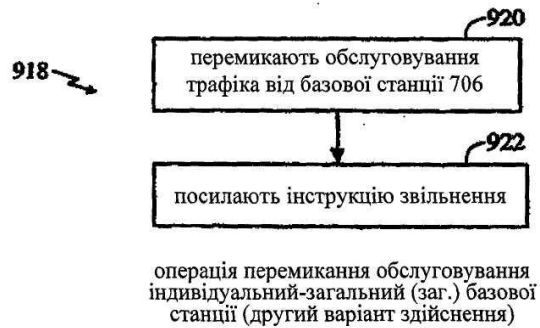 920
918
перемикають обслуговування
трафіка від базової станції 706
922
посилають інструкцію звільнення
операція перемикання обслуговування
індивідуальний-загальний (заг.) базової
станції (другий варіант здійснення)